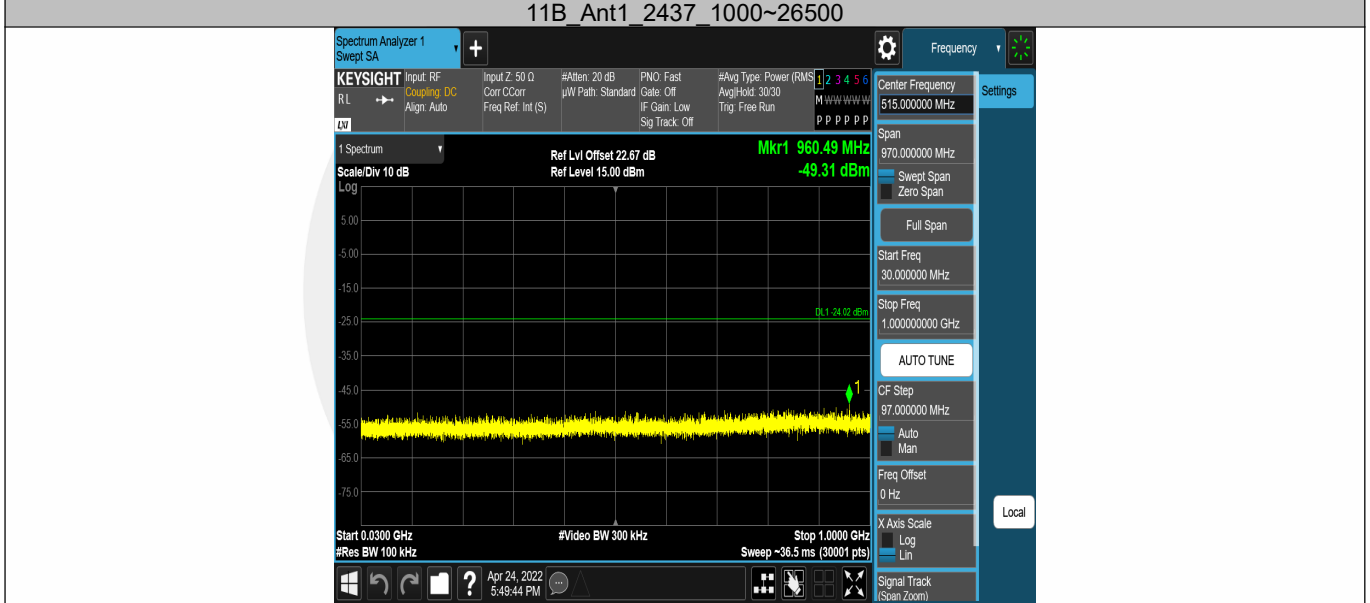 11B_Ant1_2437_1000~26500
Spectrum Analyzer 1
Swept SA
+
Frequency
KEYSIGHT
RL
LXI
Input: RF
Coupling: DC
Align: Auto
Input Z: 50 Ω
Corr CCorr
Freq Ref: Int (S)
#Atten: 20 dB
µW Path: Standard
PNO: Fast
Gate: Off
IF Gain: Low
Sig Track: Off
#Avg Type: Power (RMS
Avg|Hold: 30/30
Trig: Free Run
1 2 3 4 5 6
M W W W W W
P P P P P P
1 Spectrum
Scale/Div 10 dB
Log
Ref Lvl Offset 22.67 dB
Ref Level 15.00 dBm
Mkr1 960.49 MHz
-49.31 dBm
5.00
-5.00
-15.0
DL1 -24.02 dBm
-25.0
-35.0
-45.0
1
-55.0
-65.0
-75.0
Start 0.0300 GHz
#Res BW 100 kHz
#Video BW 300 kHz
Stop 1.0000 GHz
Sweep ~36.5 ms (30001 pts)
?
Apr 24, 2022
5:49:44 PM
Center Frequency
515.000000 MHz
Span
970.000000 MHz
Swept Span
Zero Span
Full Span
Start Freq
30.000000 MHz
Stop Freq
1.000000000 GHz
AUTO TUNE
CF Step
97.000000 MHz
Auto
Man
Freq Offset
0 Hz
X Axis Scale
Log
Lin
Signal Track
(Span Zoom)
Settings
Local